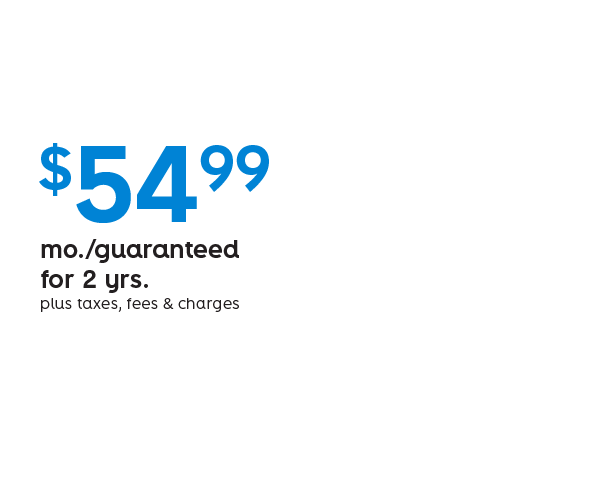 $54.99
mo./guaranteed
for 2 yrs.
plus taxes, fees & charges